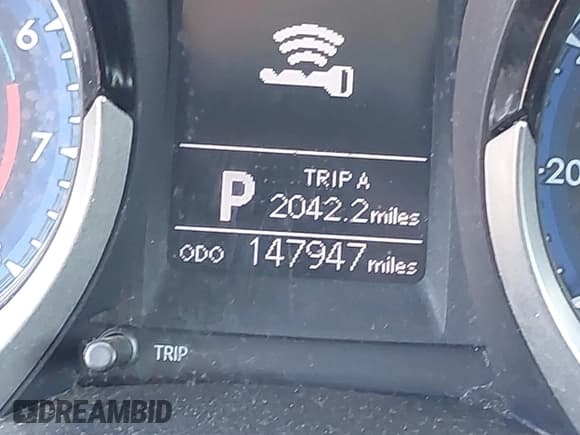 6
7
TRIP A
P 2042.2 miles
ODO 147947 miles
20
TRIP
DREAMBID